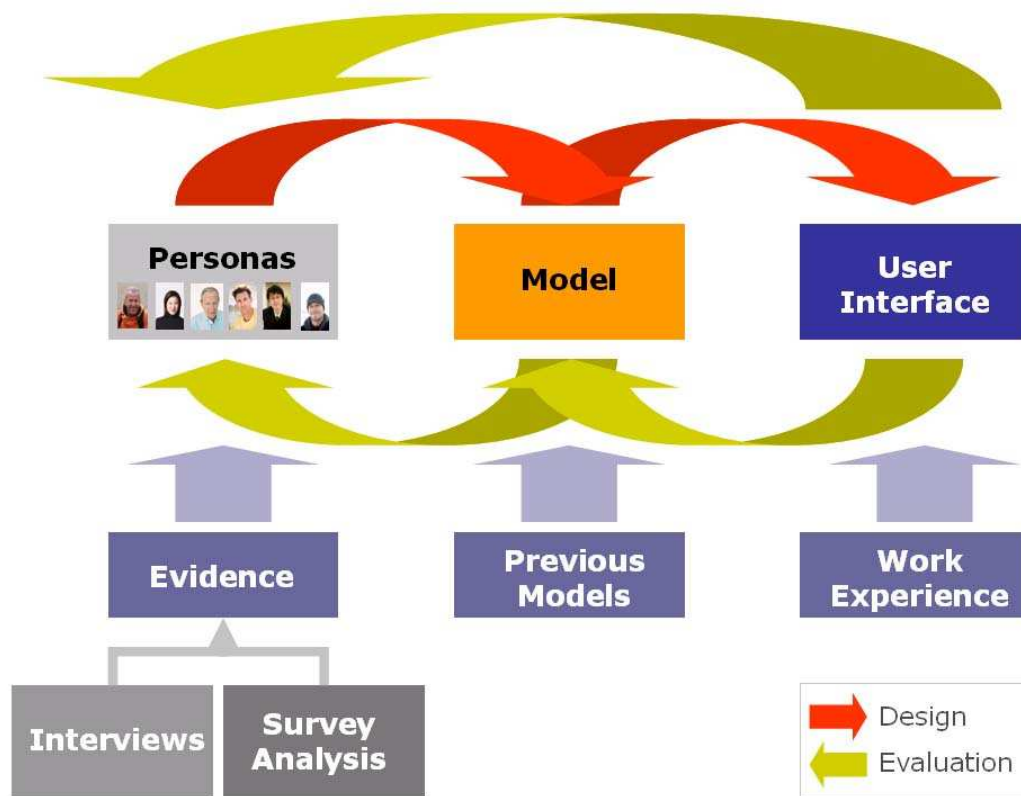 Personas
Model
User
Interface
Evidence
Previous
Models
Work
Experience
Interviews
Survey
Analysis
Design
Evaluation